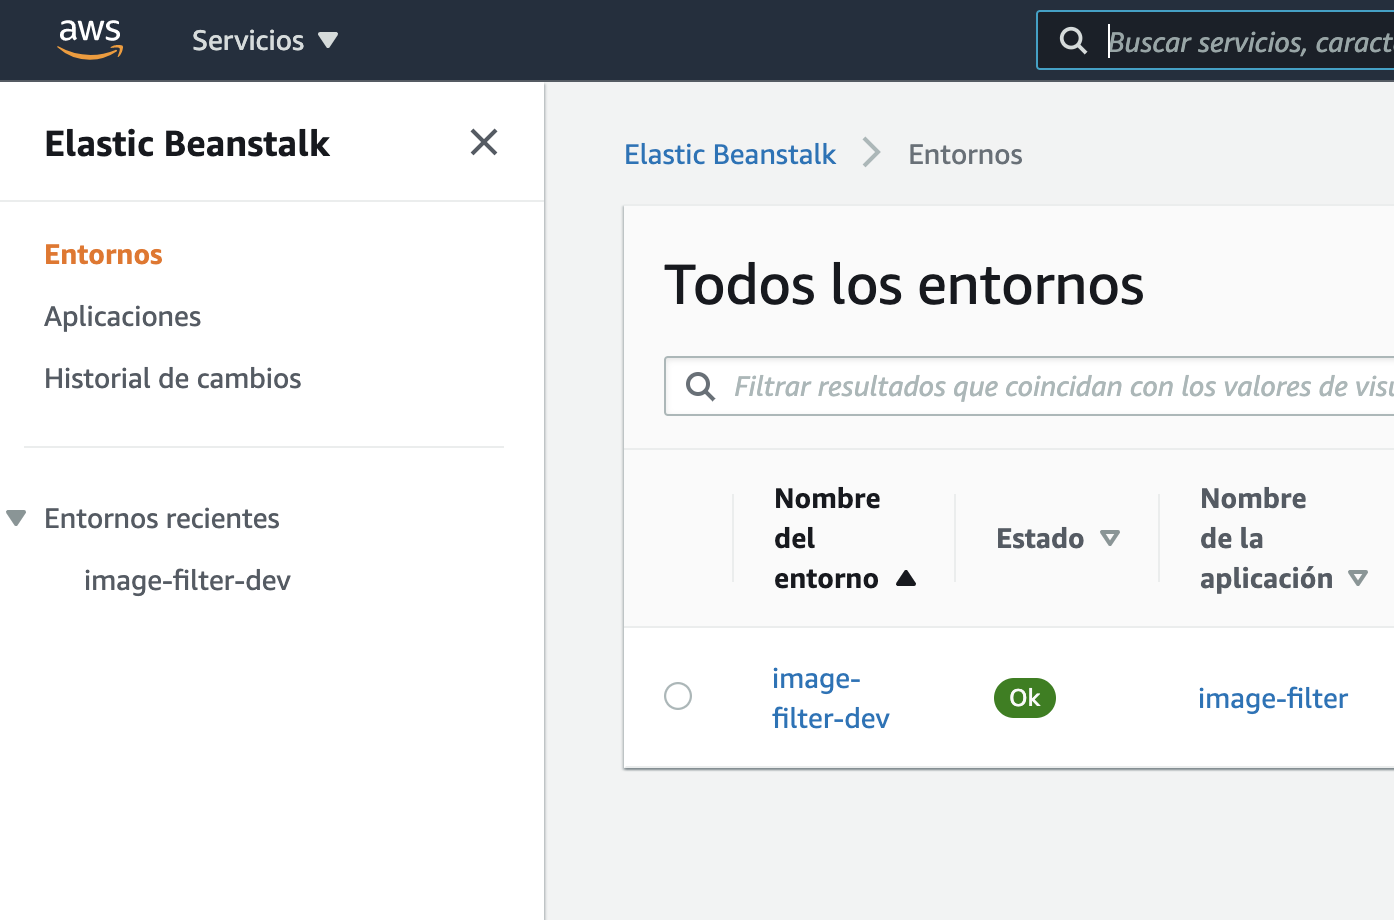 aws
Servicios
Buscar servicios, caract
Elastic Beanstalk
Entornos
Aplicaciones
Historial de cambios
Entornos recientes
image-filter-dev
Elastic Beanstalk
Entornos
Todos los entornos
Filtrar resultados que coincidan con los valores de visu
Nombre
del
entorno
Estado
Nombre
de la
aplicación
image-
filter-dev
Ok
image-filter